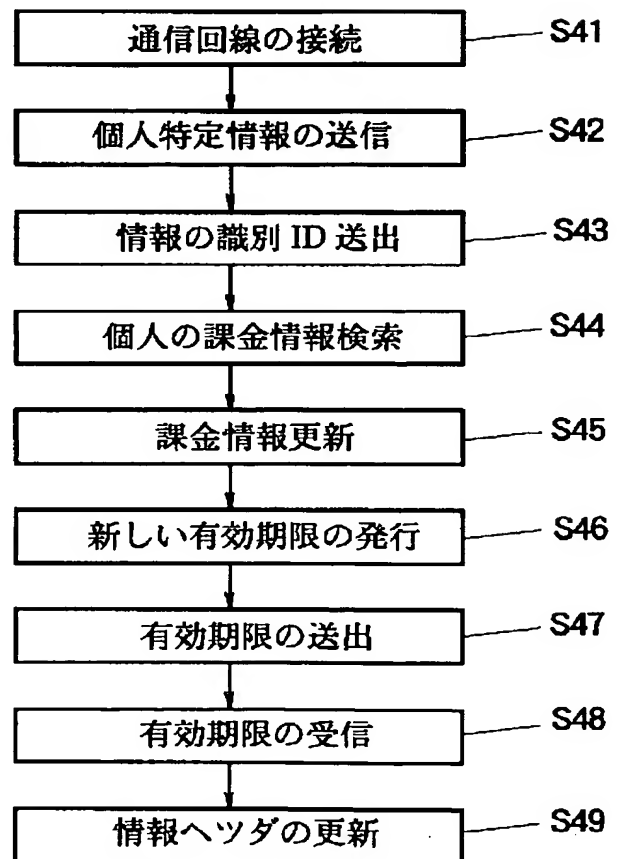 通信回線の接続 S41
個人特定情報の送信 S42
情報の識別 ID 送出 S43
個人の課金情報検索 S44
課金情報更新 S45
新しい有効期限の発行 S46
有効期限の送出 S47
有効期限の受信 S48
情報ヘツダの更新 S49